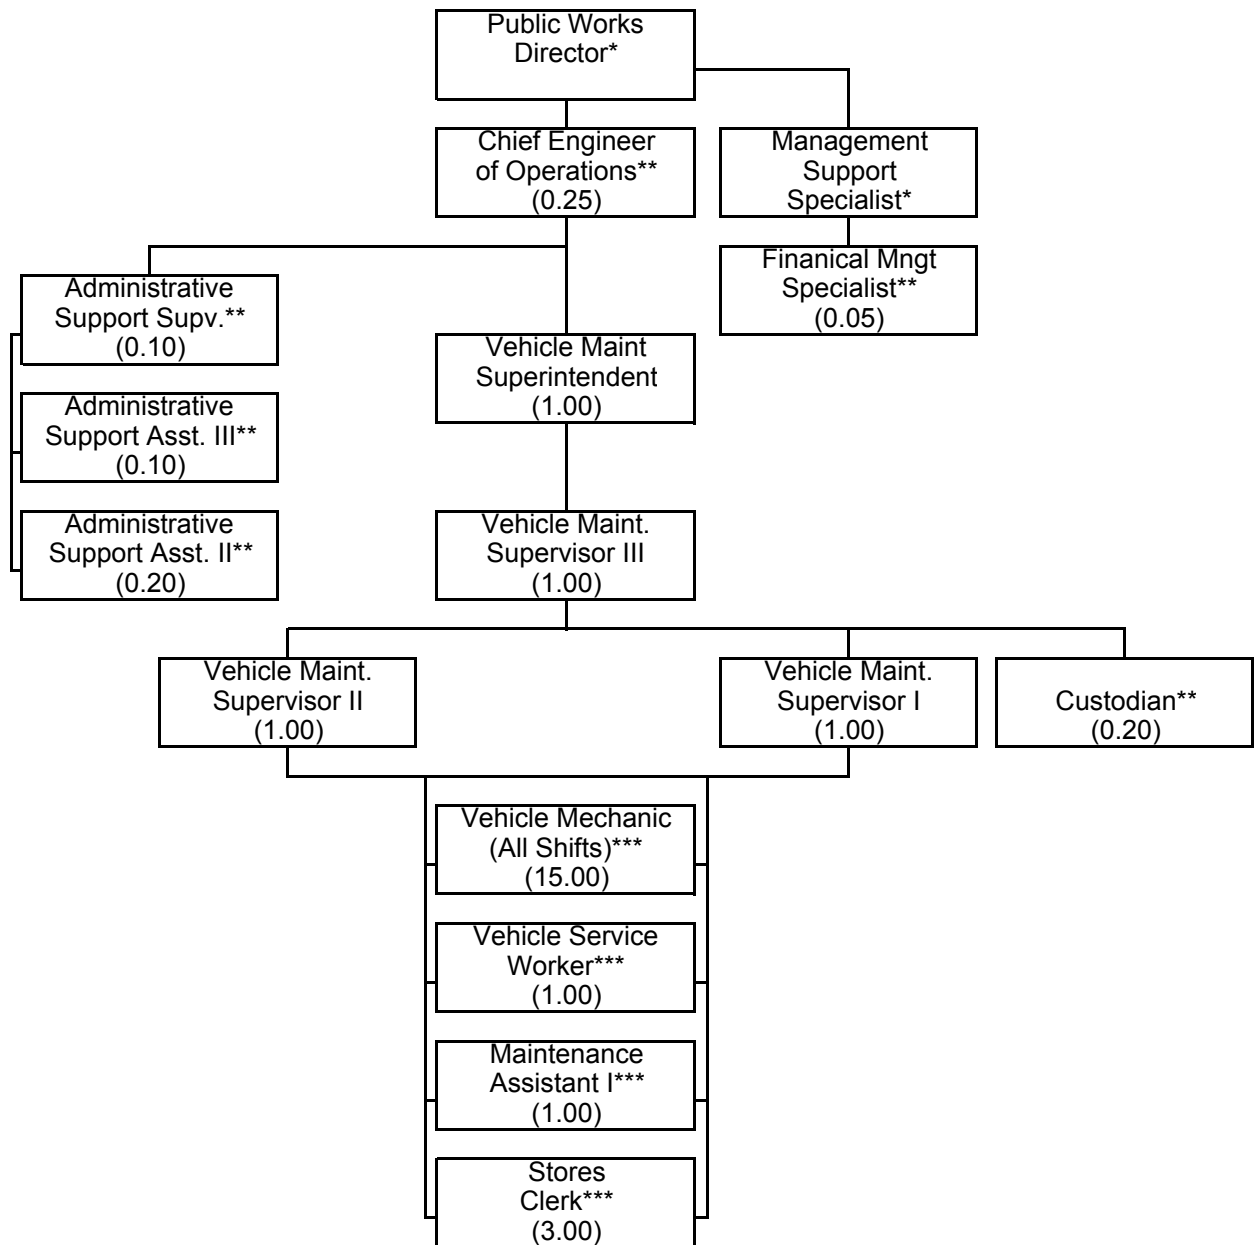 Public Works
Director*
Chief Engineer
of Operations**
(0.25)
Management
Support
Specialist*
Finanical Mngt
Specialist**
(0.05)
Administrative
Support Supv.**
(0.10)
Administrative
Support Asst. III**
(0.10)
Administrative
Support Asst. II**
(0.20)
Vehicle Maint
Superintendent
(1.00)
Vehicle Maint.
Supervisor III
(1.00)
Vehicle Maint.
Supervisor II
(1.00)
Vehicle Maint.
Supervisor I
(1.00)
Custodian**
(0.20)
Vehicle Mechanic
(All Shifts)***
(15.00)
Vehicle Service
Worker***
(1.00)
Maintenance
Assistant I***
(1.00)
Stores
Clerk***
(3.00)